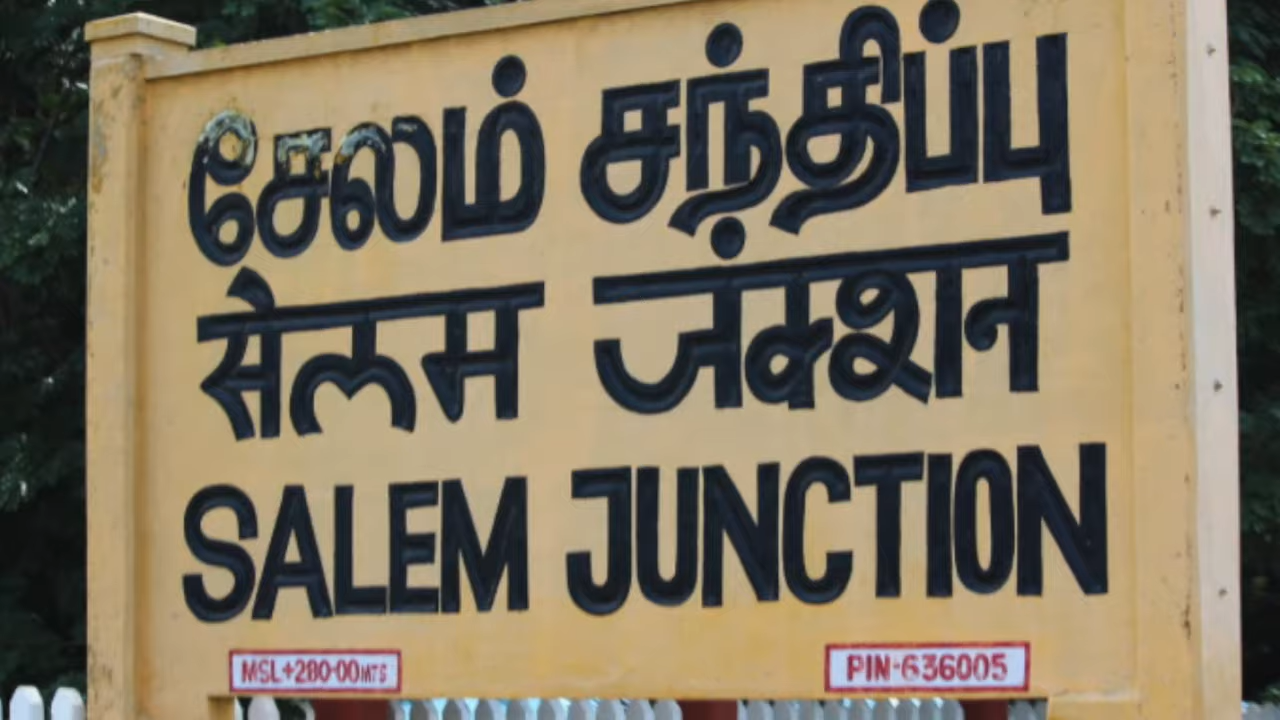 சேலம் சந்திப்பு
सेलम जंक्शन
SALEM JUNCTION
MSL+280·00MTS
PIN-636005